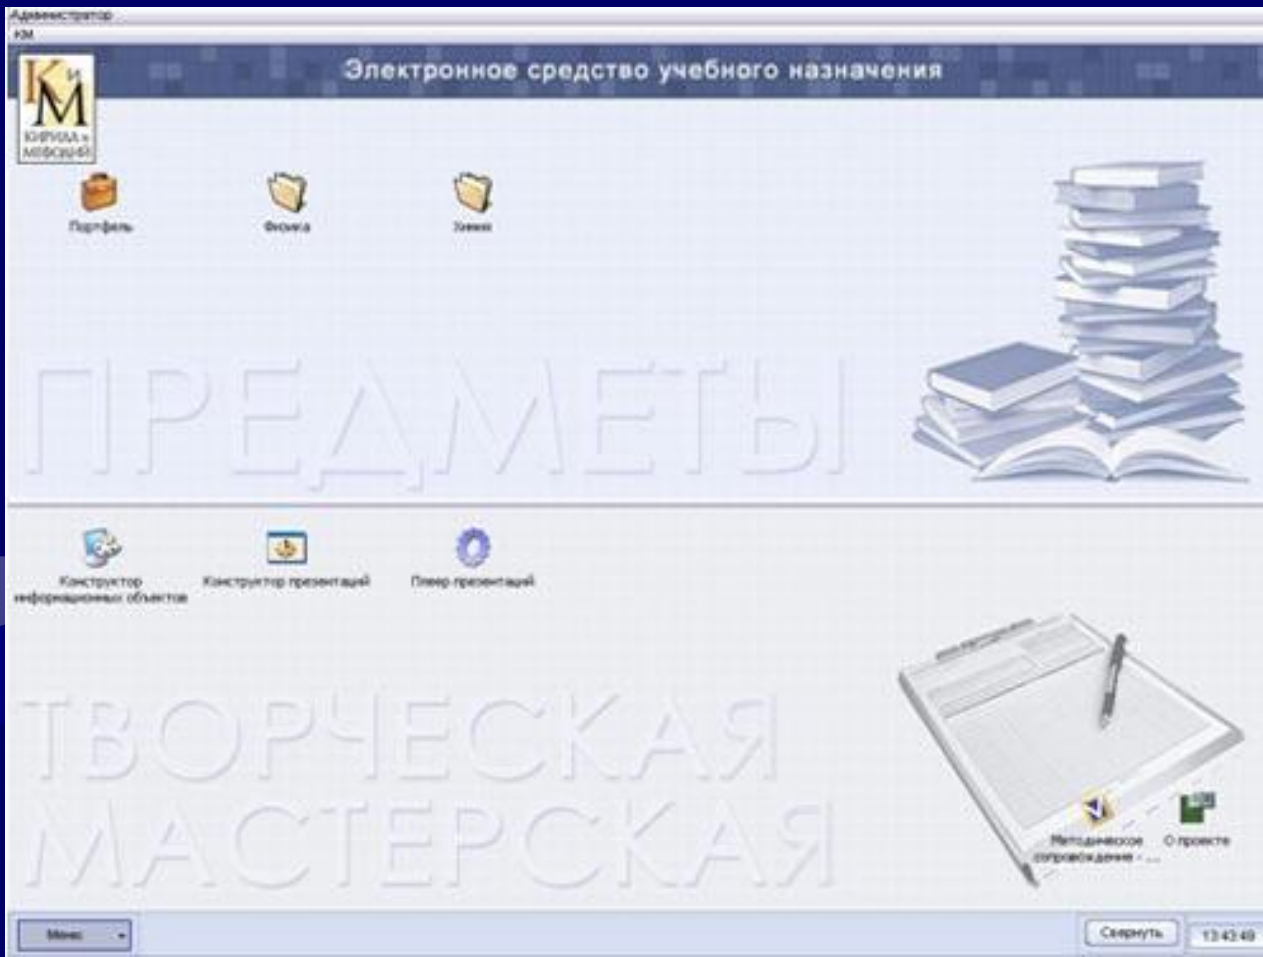 Администратор
КМ
Электронное средство учебного назначения
КиМ
КИРИЛЛ и
МЕФОДИЙ
Портфель
Физика
Химия
ПРЕДМЕТЫ
Конструктор
информационных объектов
Конструктор презентаций
Плеер презентаций
ТВОРЧЕСКАЯ
МАСТЕРСКАЯ
Методическое
сопровождение - ...
О проекте
Меню
Свернуть
13:43:49